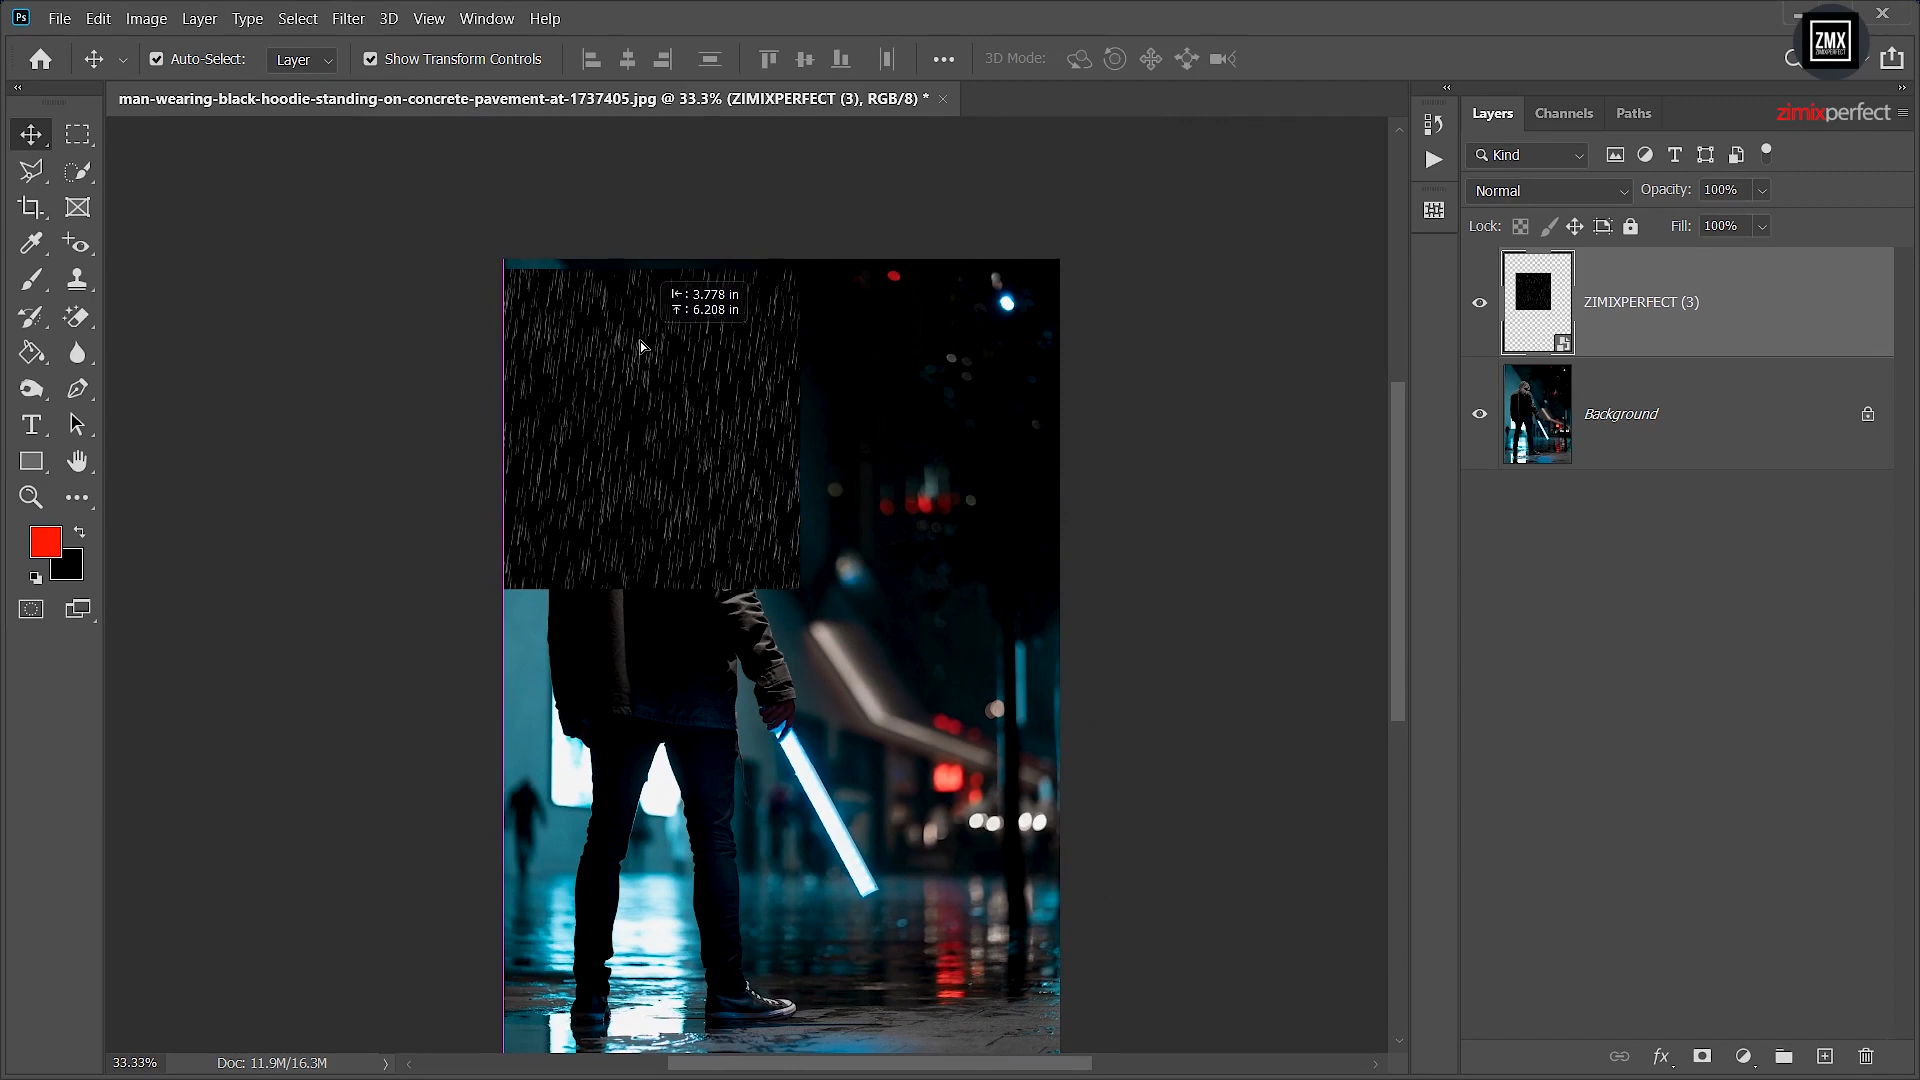 Ps File Edit Image Layer Type Select Filter 3D View Window Help
Auto-Select: Layer Show Transform Controls 3D Mode:
ZMX
man-wearing-black-hoodie-standing-on-concrete-pavement-at-1737405.jpg @ 33.3% (ZIMIXPERFECT (3), RGB/8) *
Layers Channels Paths zimixperfect
Kind
Normal Opacity: 100%
Lock: Fill: 100%
: 3.778 in
: 6.208 in
ZIMIXPERFECT (3)
Background
33.33% Doc: 11.9M/16.3M
fx